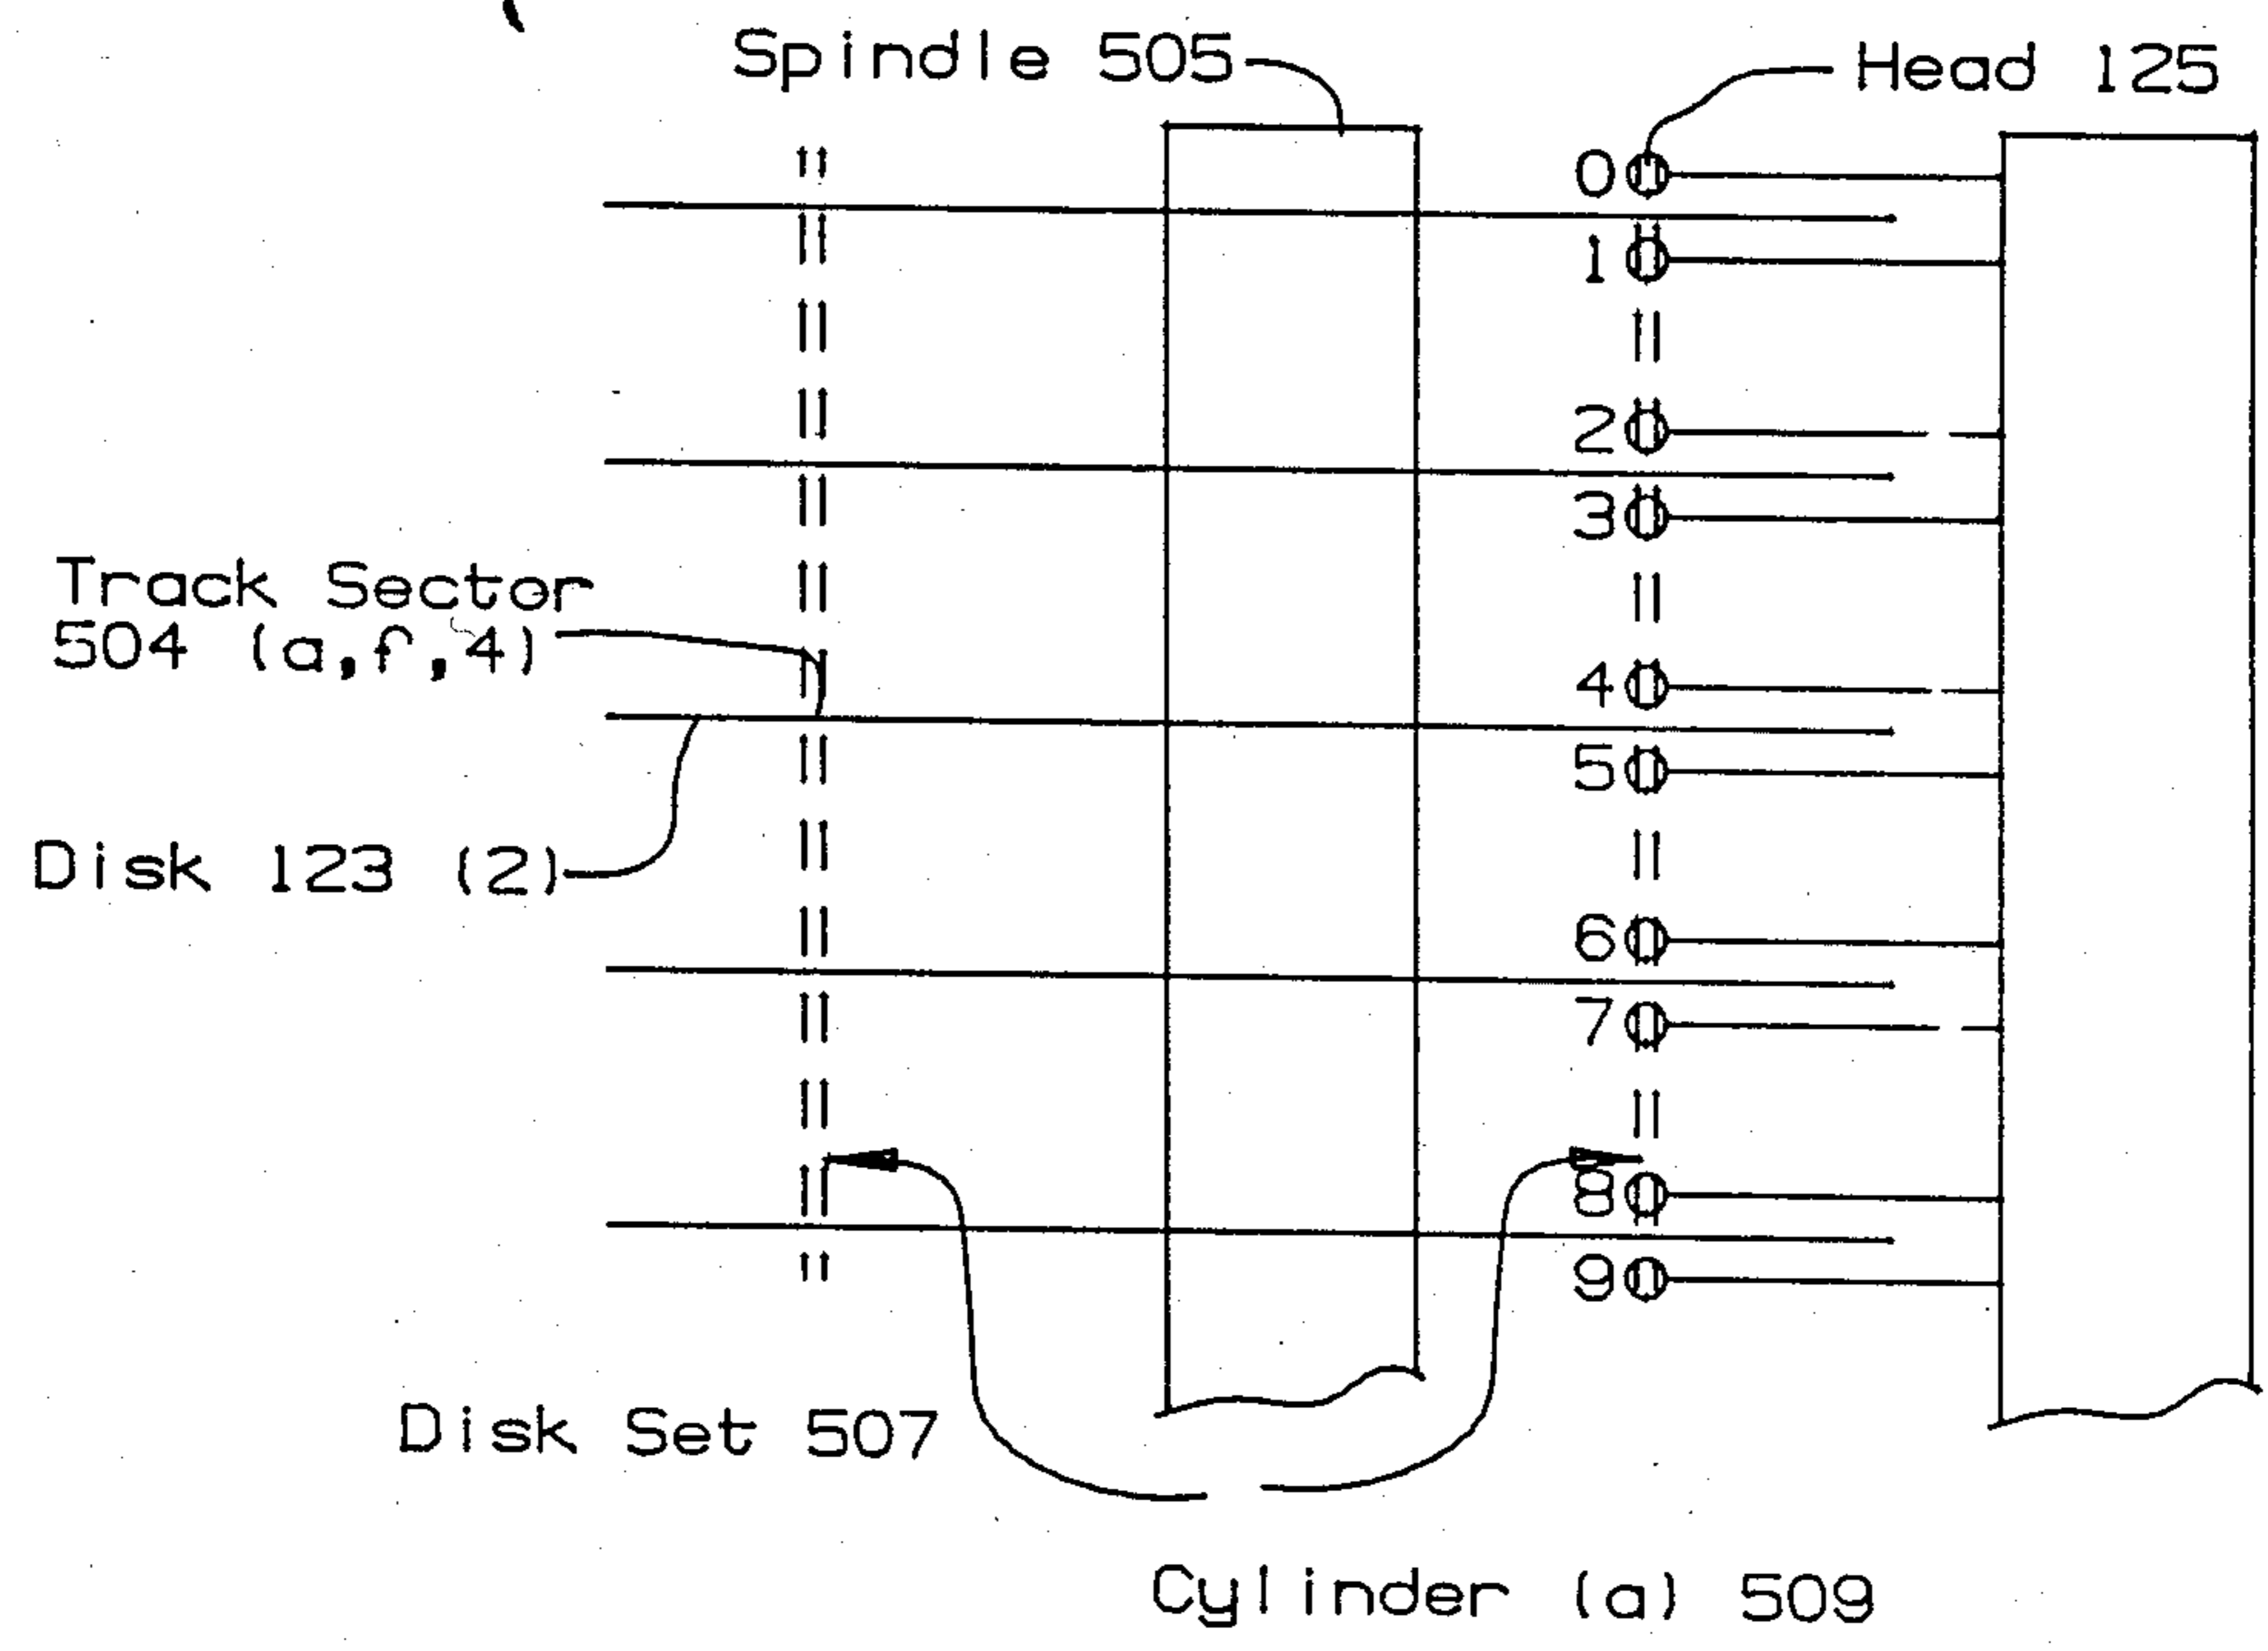 Spindle 505
Head 125
0
1
2
3
Track Sector
504 (a,f,4)
4
5
Disk 123 (2)
6
7
8
9
Disk Set 507
Cylinder (a) 509